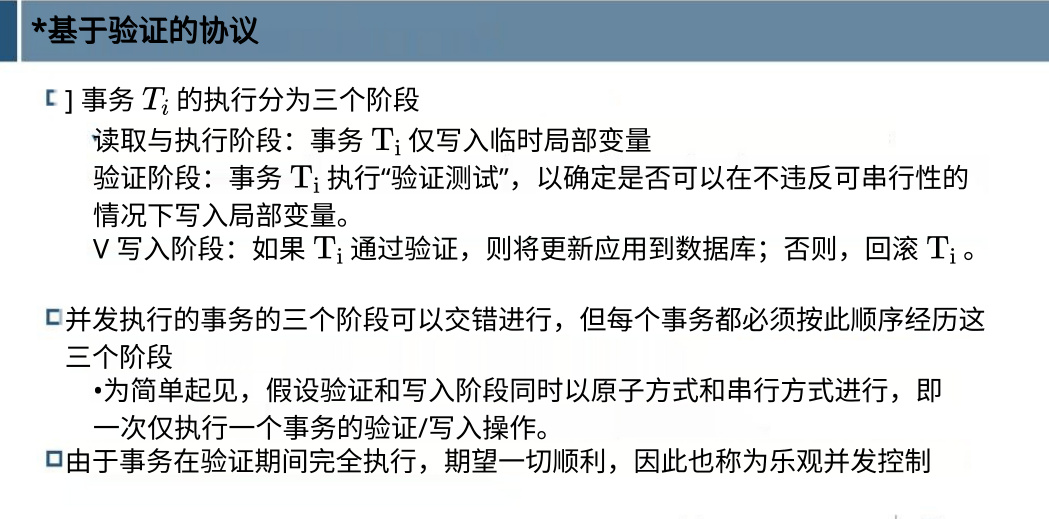 *基于验证的协议
] 事务 Ti 的执行分为三个阶段
读取与执行阶段：事务 Ti 仅写入临时局部变量
验证阶段：事务 Ti 执行“验证测试”，以确定是否可以在不违反可串行性的
情况下写入局部变量。
V 写入阶段：如果 Ti 通过验证，则将更新应用到数据库；否则，回滚 Ti 。
并发执行的事务的三个阶段可以交错进行，但每个事务都必须按此顺序经历这
三个阶段
•为简单起见，假设验证和写入阶段同时以原子方式和串行方式进行，即
一次仅执行一个事务的验证/写入操作。
由于事务在验证期间完全执行，期望一切顺利，因此也称为乐观并发控制